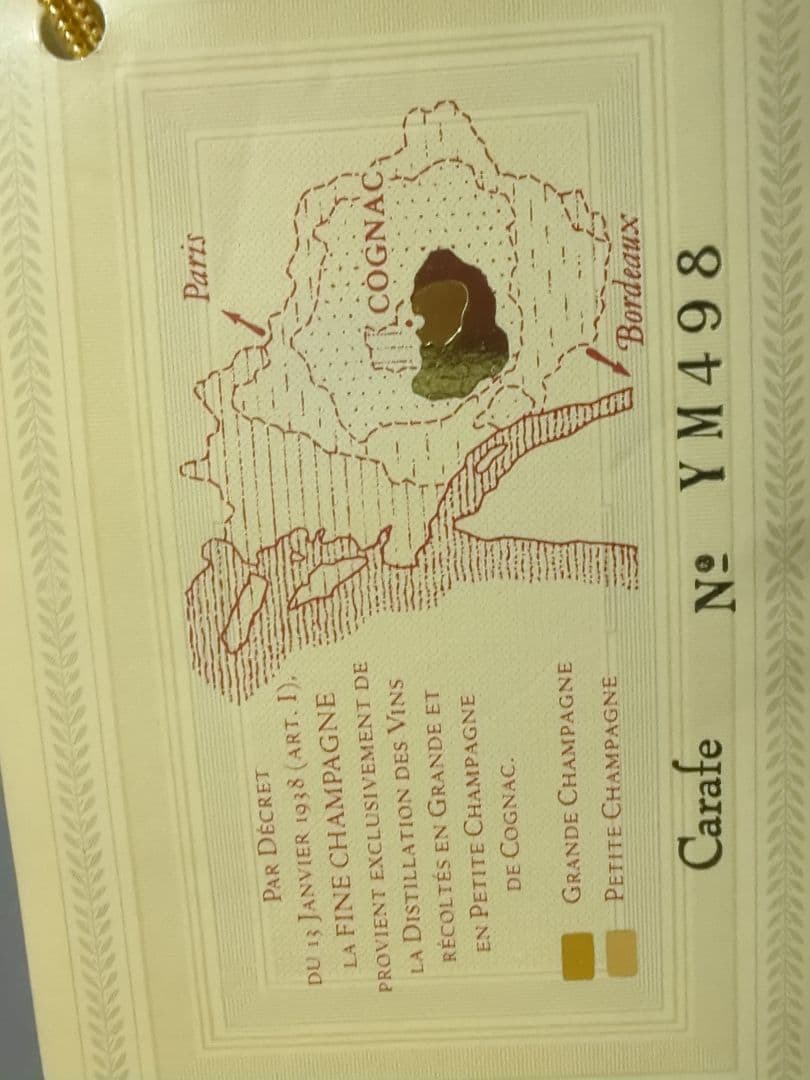 Par Décret
du 13 Janvier 1938 (art. I),
la FINE CHAMPAGNE
provient exclusivement de
la Distillation des Vins
récoltés en Grande et
en Petite Champagne
de Cognac.
Grande Champagne
Petite Champagne
Paris
COGNAC
Bordeaux
Carafe Nº YM498